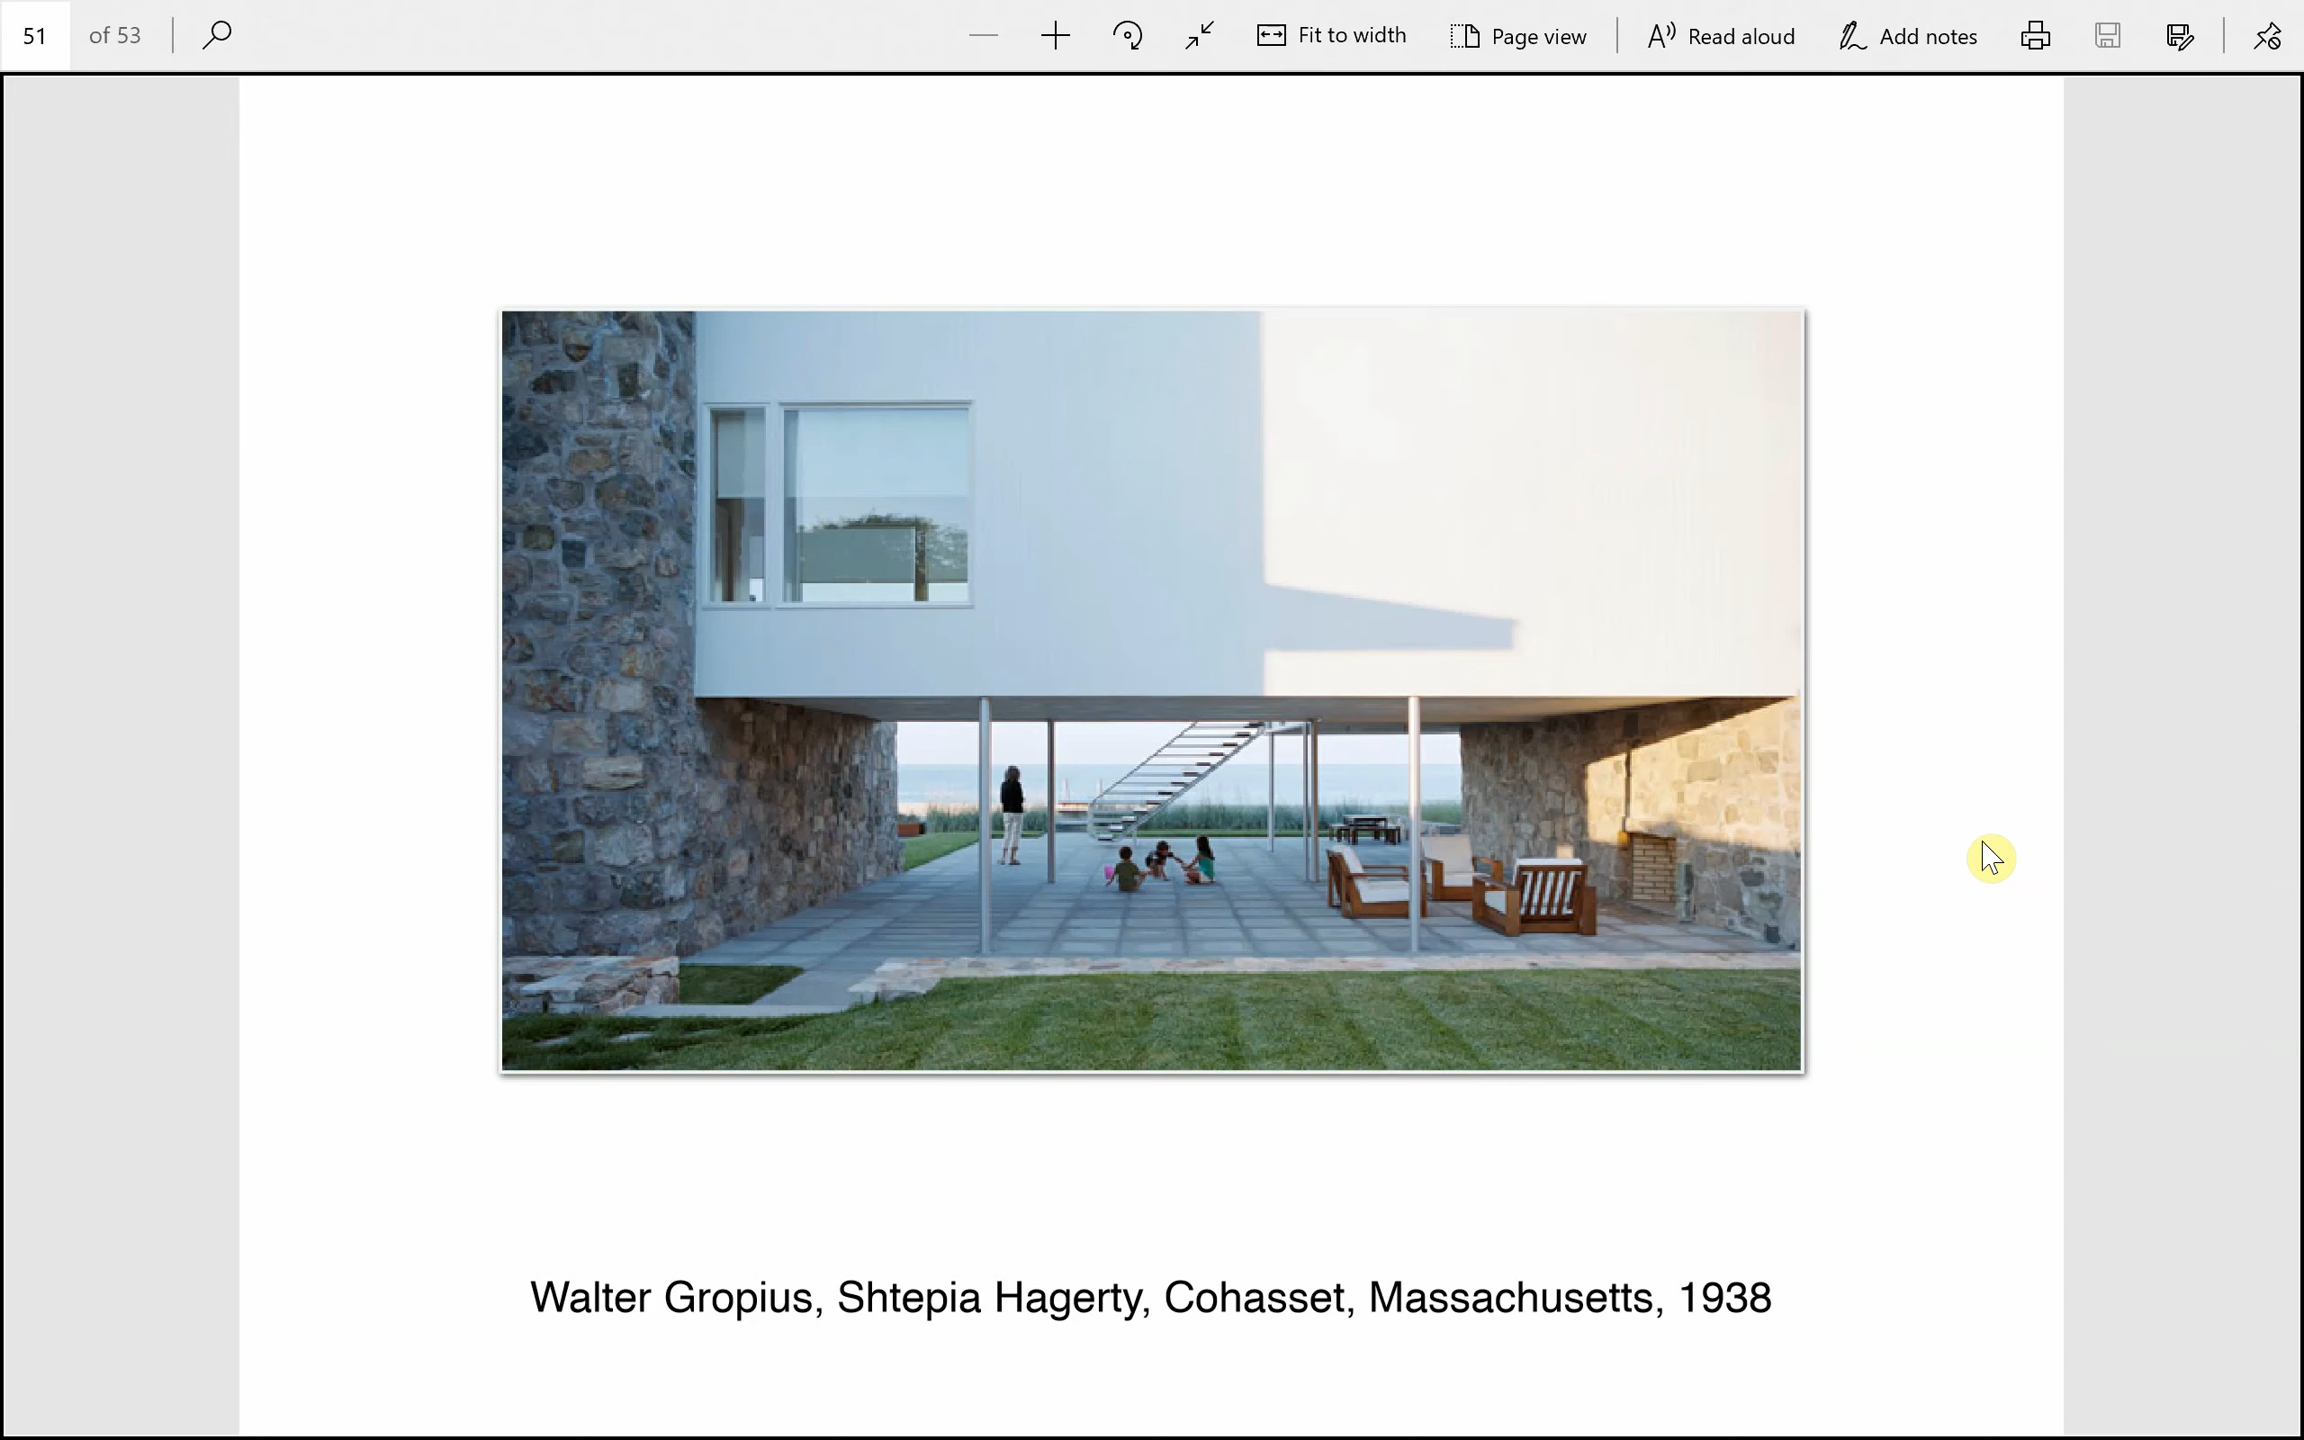 51 of 53 Fit to width Page view Read aloud Add notes
Walter Gropius, Shtepia Hagerty, Cohasset, Massachusetts, 1938